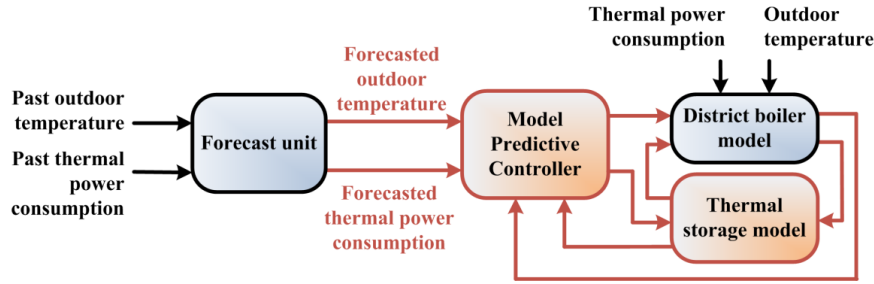 Thermal power
consumption
Outdoor
temperature
Forecasted
outdoor
temperature
Past outdoor
temperature
Past thermal
power
consumption
Forecast unit
Model
Predictive
Controller
District boiler
model
Forecasted
thermal power
consumption
Thermal
storage model